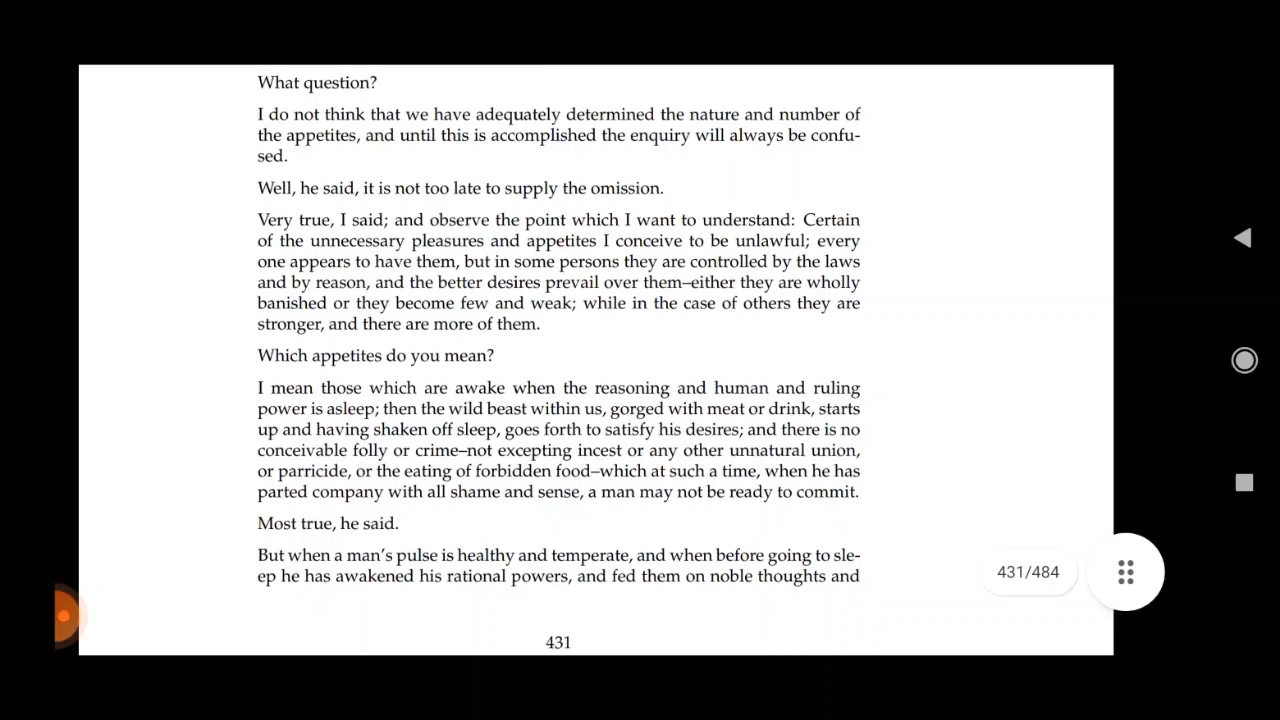 What question?
I do not think that we have adequately determined the nature and number of
the appetites, and until this is accomplished the enquiry will always be confu-
sed.
Well, he said, it is not too late to supply the omission.
Very true, I said; and observe the point which I want to understand: Certain
of the unnecessary pleasures and appetites I conceive to be unlawful; every
one appears to have them, but in some persons they are controlled by the laws
and by reason, and the better desires prevail over them–either they are wholly
banished or they become few and weak; while in the case of others they are
stronger, and there are more of them.
Which appetites do you mean?
I mean those which are awake when the reasoning and human and ruling
power is asleep; then the wild beast within us, gorged with meat or drink, starts
up and having shaken off sleep, goes forth to satisfy his desires; and there is no
conceivable folly or crime–not excepting incest or any other unnatural union,
or parricide, or the eating of forbidden food–which at such a time, when he has
parted company with all shame and sense, a man may not be ready to commit.
Most true, he said.
But when a man's pulse is healthy and temperate, and when before going to sle-
ep he has awakened his rational powers, and fed them on noble thoughts and
431/484
431